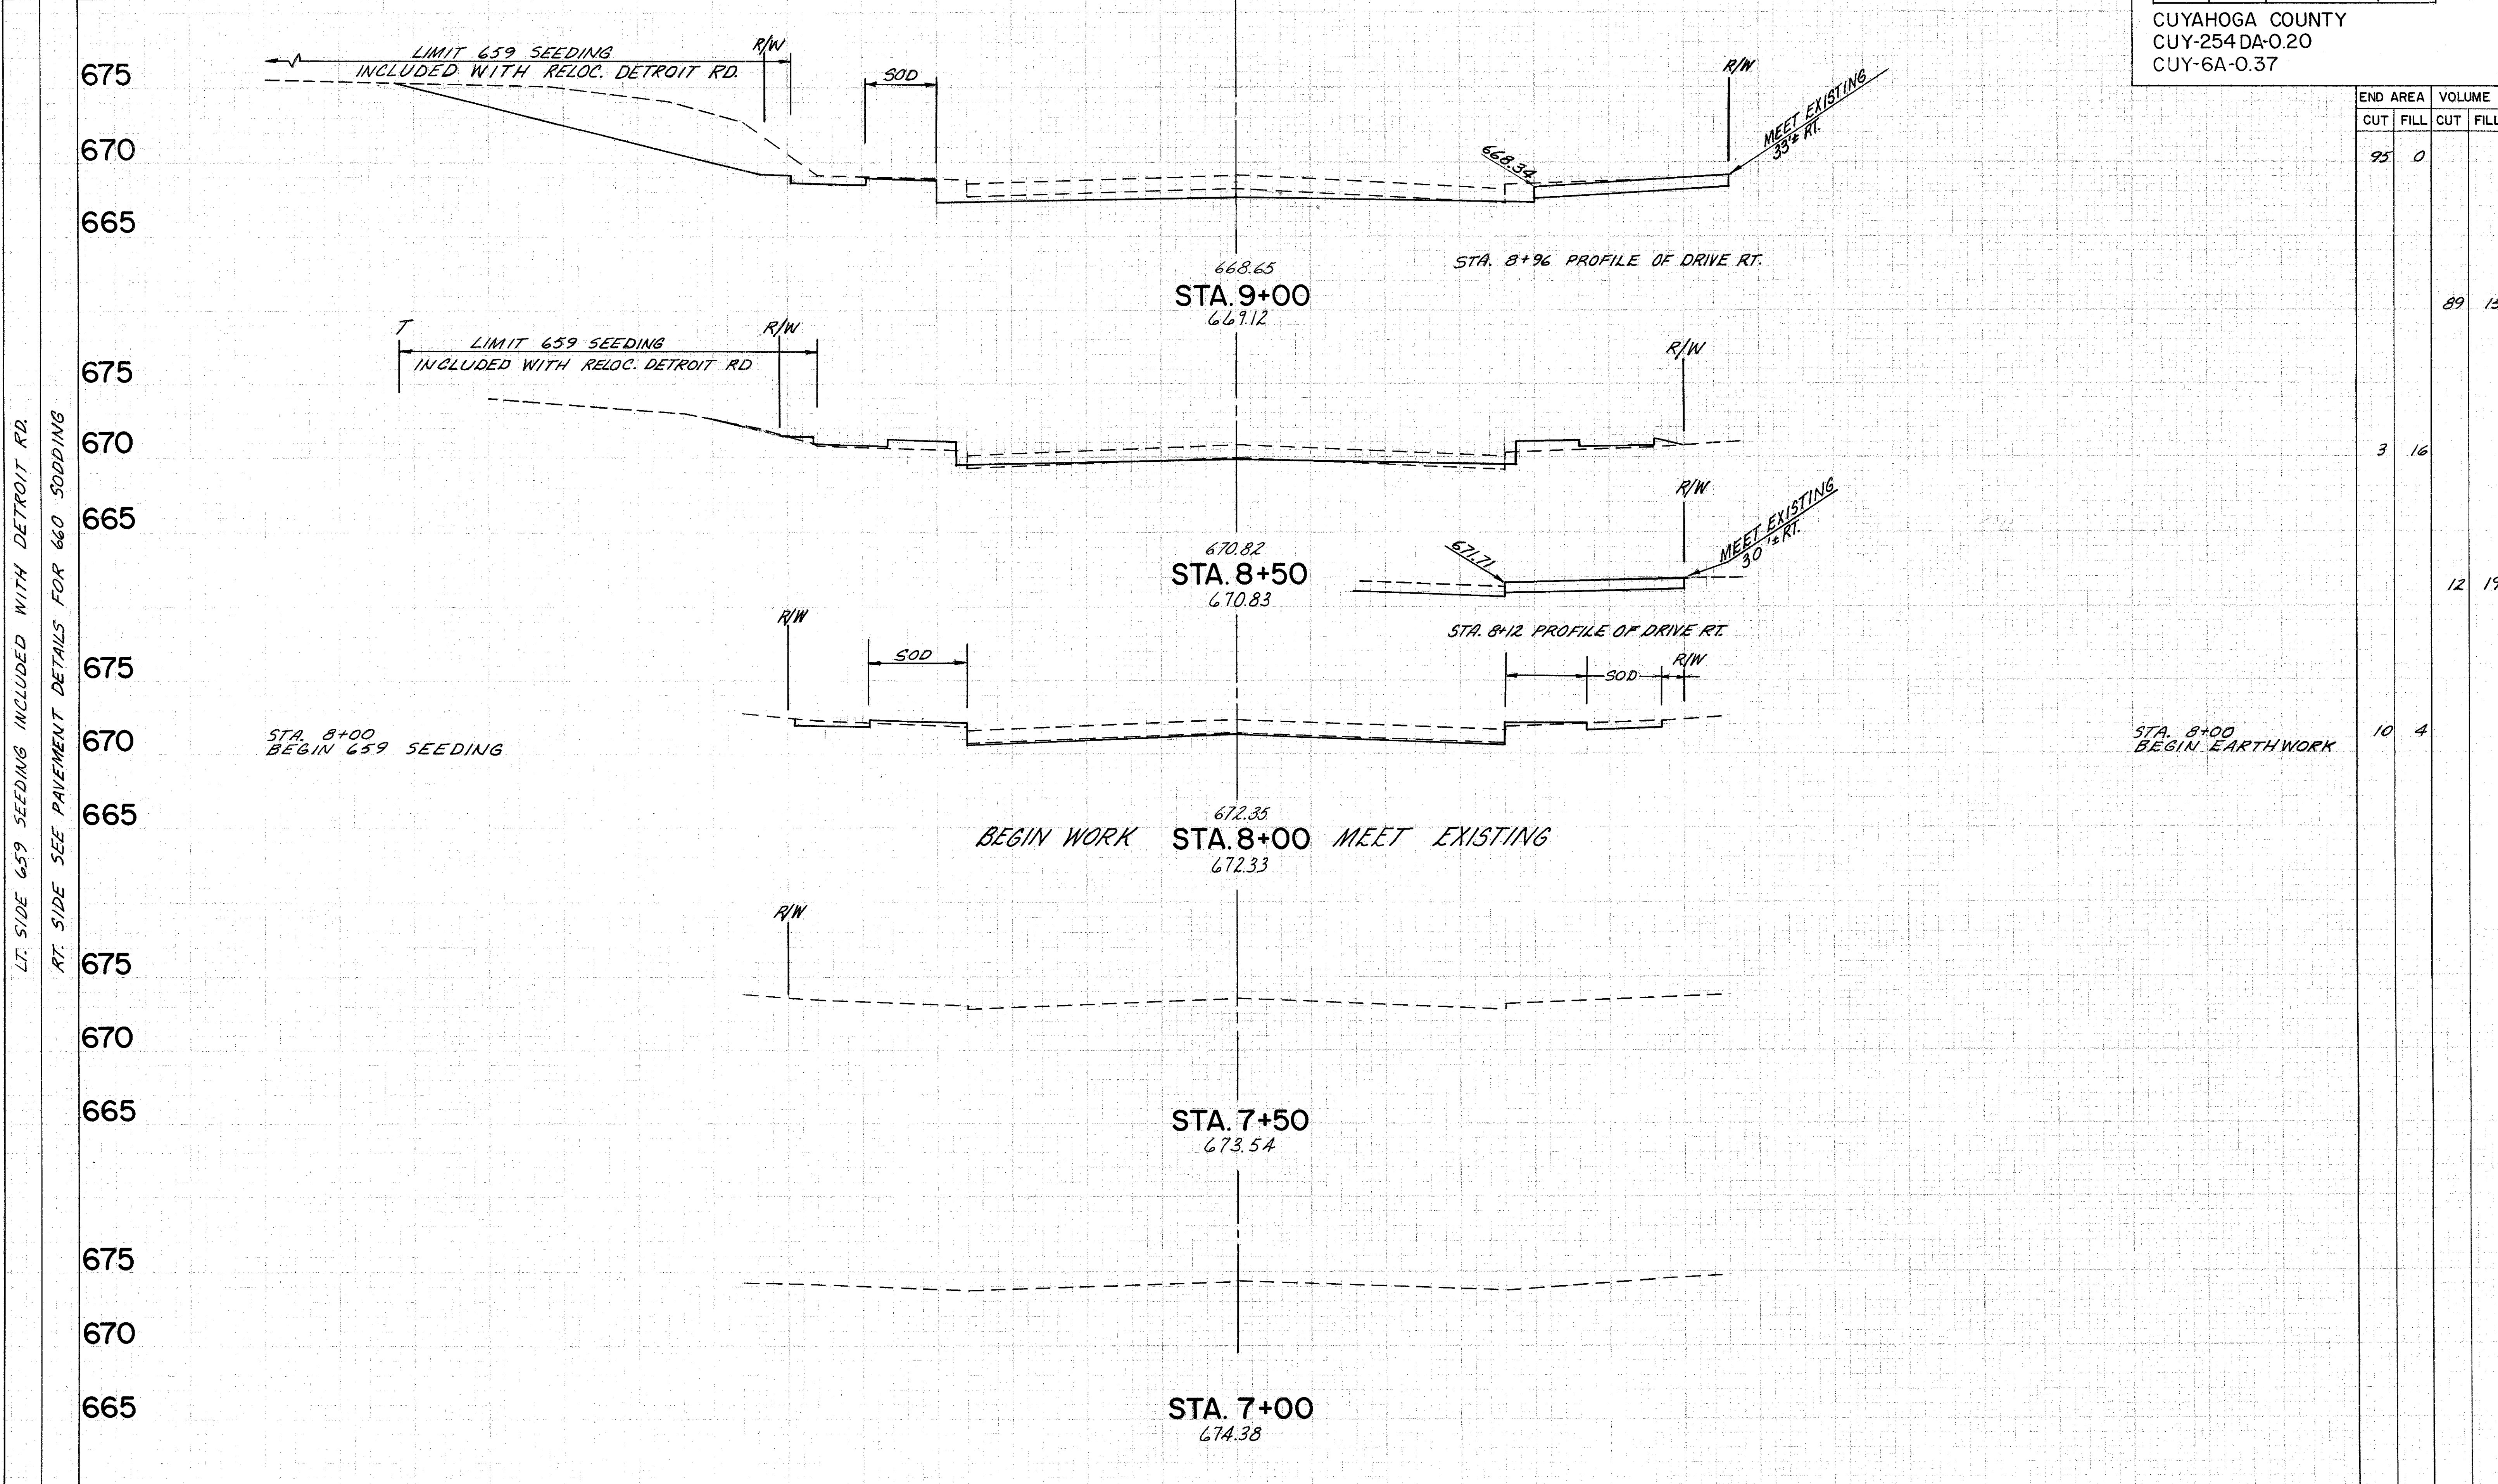 CUYAHOGA COUNTY
CUY-254DA-0.20
CUY-6A-0.37
END AREA VOLUME
CUT FILL CUT FILL
LIMIT 659 SEEDING
INCLUDED WITH RELOC. DETROIT RD.
R/W
SOD
R/W
MEET EXISTING
33'± RT.
668.34
675
670
665
95 0
668.65
STA. 9+00
669.12
STA. 8+96 PROFILE OF DRIVE RT.
89
T
LIMIT 659 SEEDING
INCLUDED WITH RELOC. DETROIT RD
R/W
R/W
675
670
665
3 16
670.82
STA. 8+50
670.83
R/W
MEET EXISTING
30'± RT.
671.71
STA. 8+12 PROFILE OF DRIVE RT.
12 19
R/W
SOD
SOD
R/W
675
670
665
STA. 8+00
BEGIN 659 SEEDING
STA. 8+00
BEGIN EARTHWORK
10 4
672.35
BEGIN WORK STA. 8+00 MEET EXISTING
672.33
R/W
675
670
665
STA. 7+50
673.54
675
670
665
STA. 7+00
674.38
LT. SIDE 659 SEEDING INCLUDED WITH DETROIT RD.
RT. SIDE SEE PAVEMENT DETAILS FOR 660 SODDING